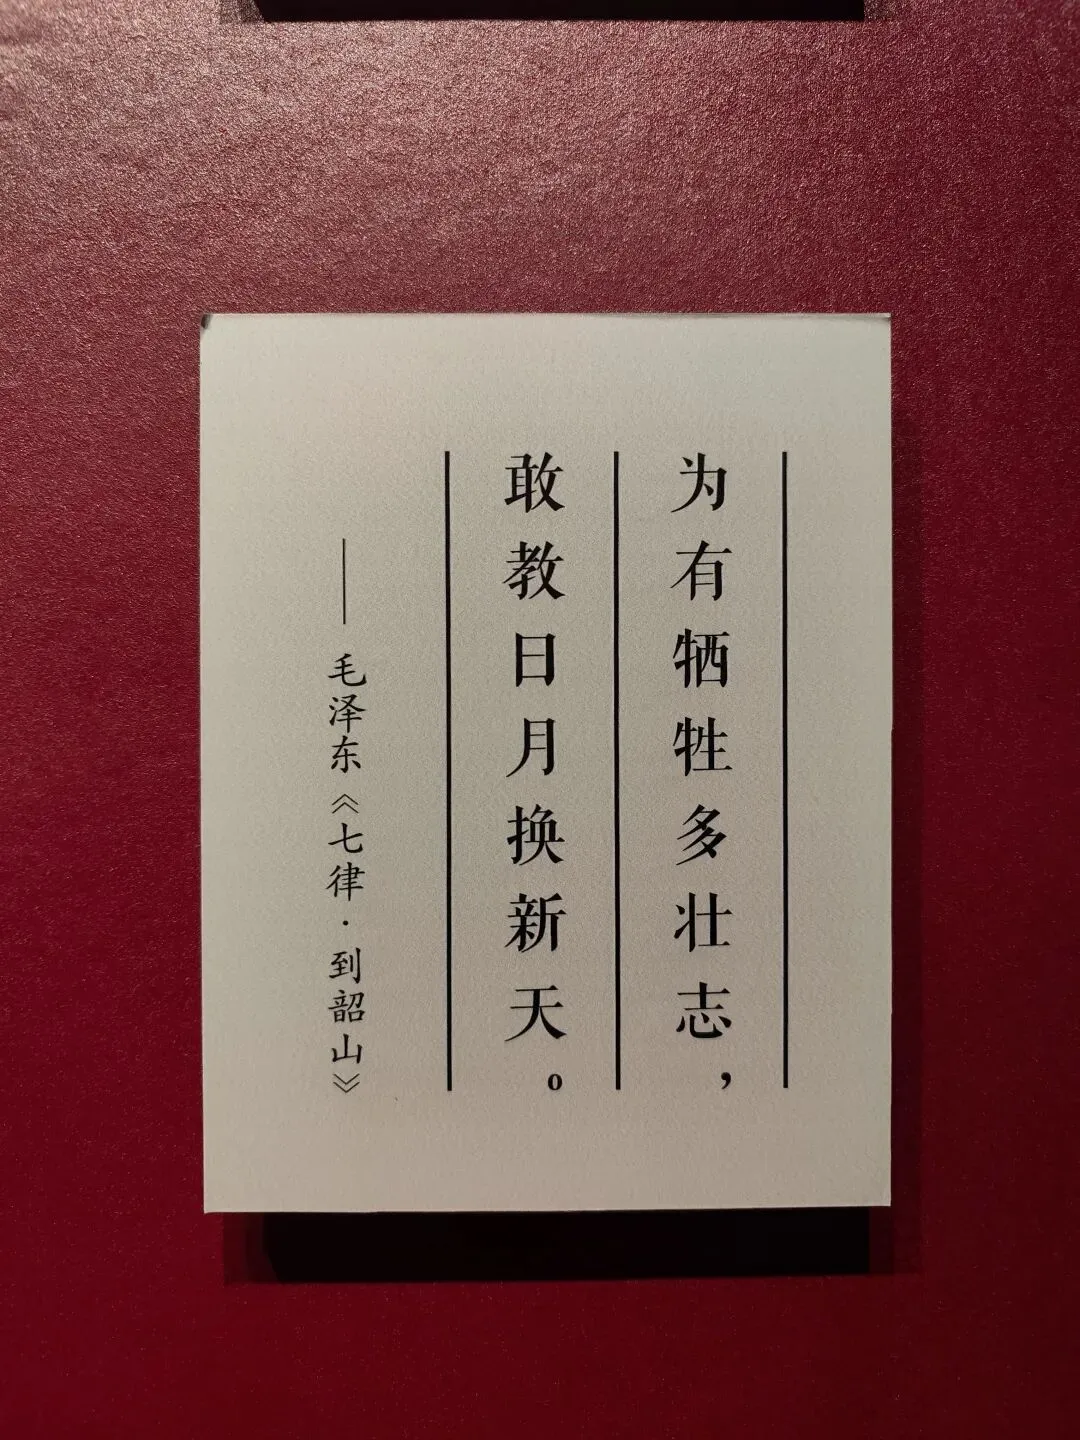 为有牺牲多壮志，
敢教日月换新天。
——毛泽东《七律·到韶山》